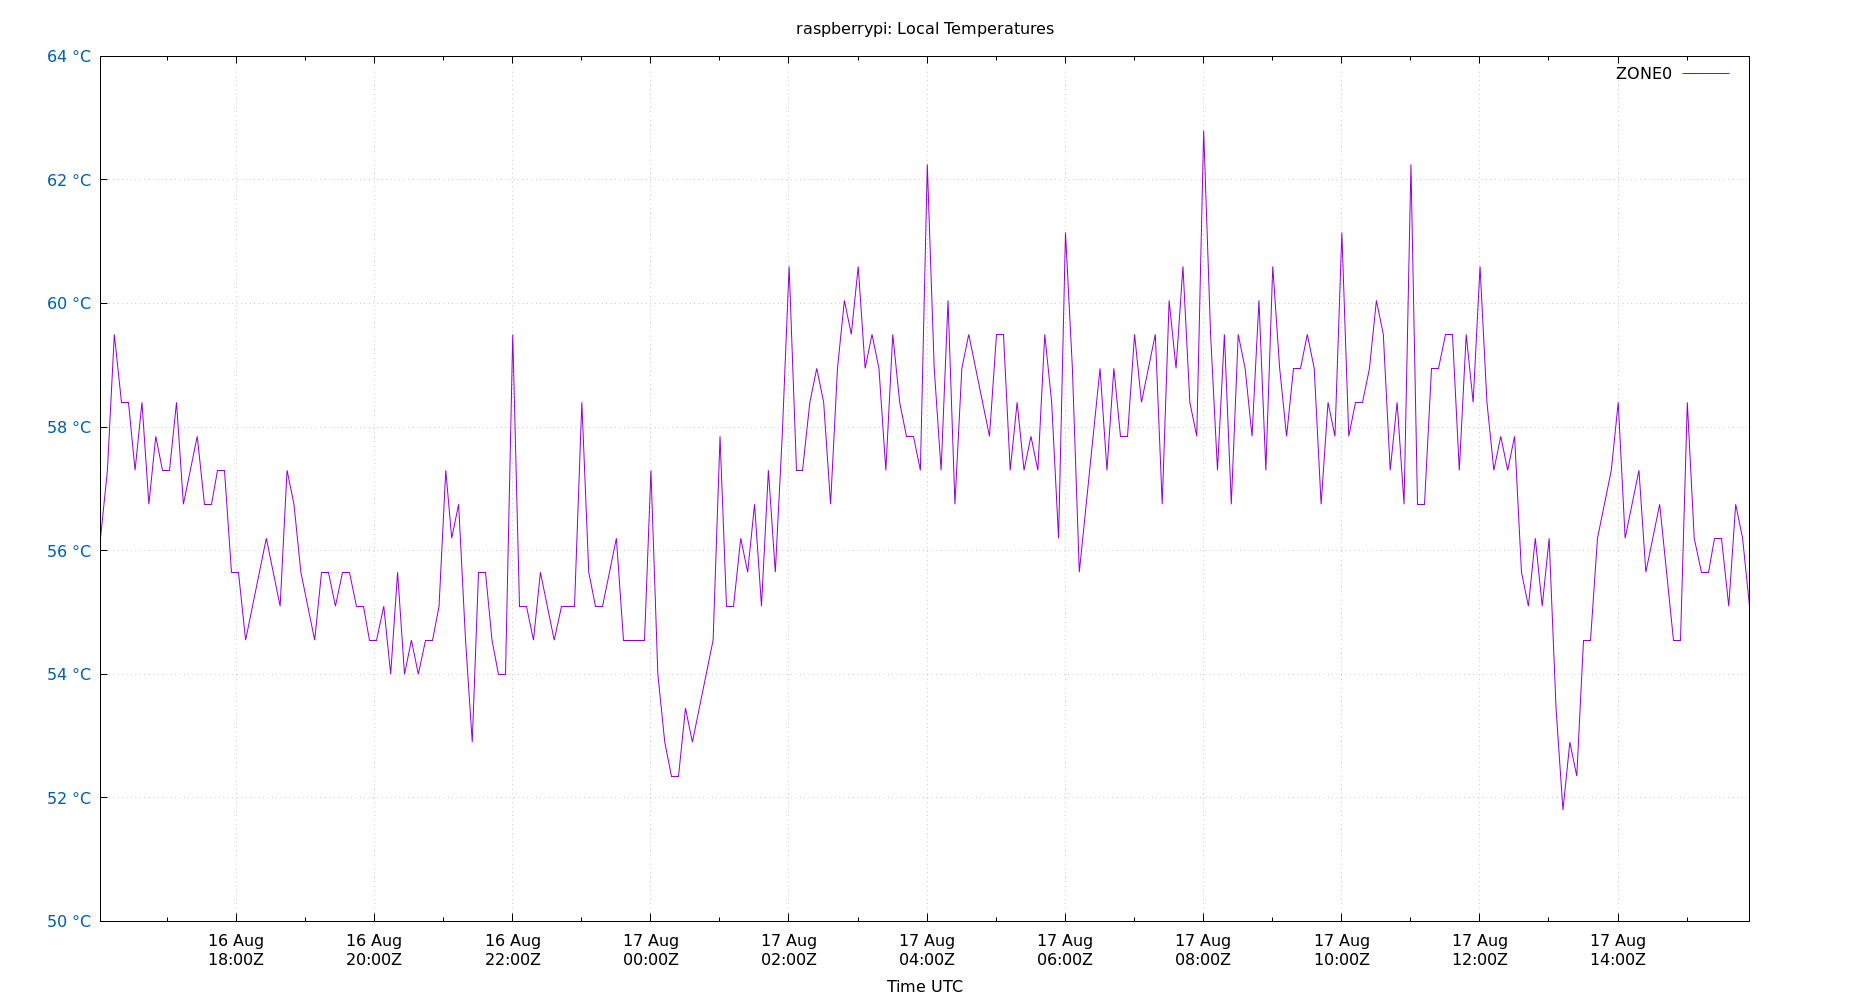 raspberrypi: Local Temperatures
64 °C
ZONE0
62 °C
60 °C
58 °C
56 °C
54 °C
52 °C
50 °C
16 Aug 16 Aug 16 Aug 17 Aug 17 Aug 17 Aug 17 Aug 17 Aug 17 Aug 17 Aug 17 Aug
18:00Z 20:00Z 22:00Z 00:00Z 02:00Z 04:00Z 06:00Z 08:00Z 10:00Z 12:00Z 14:00Z
Time UTC